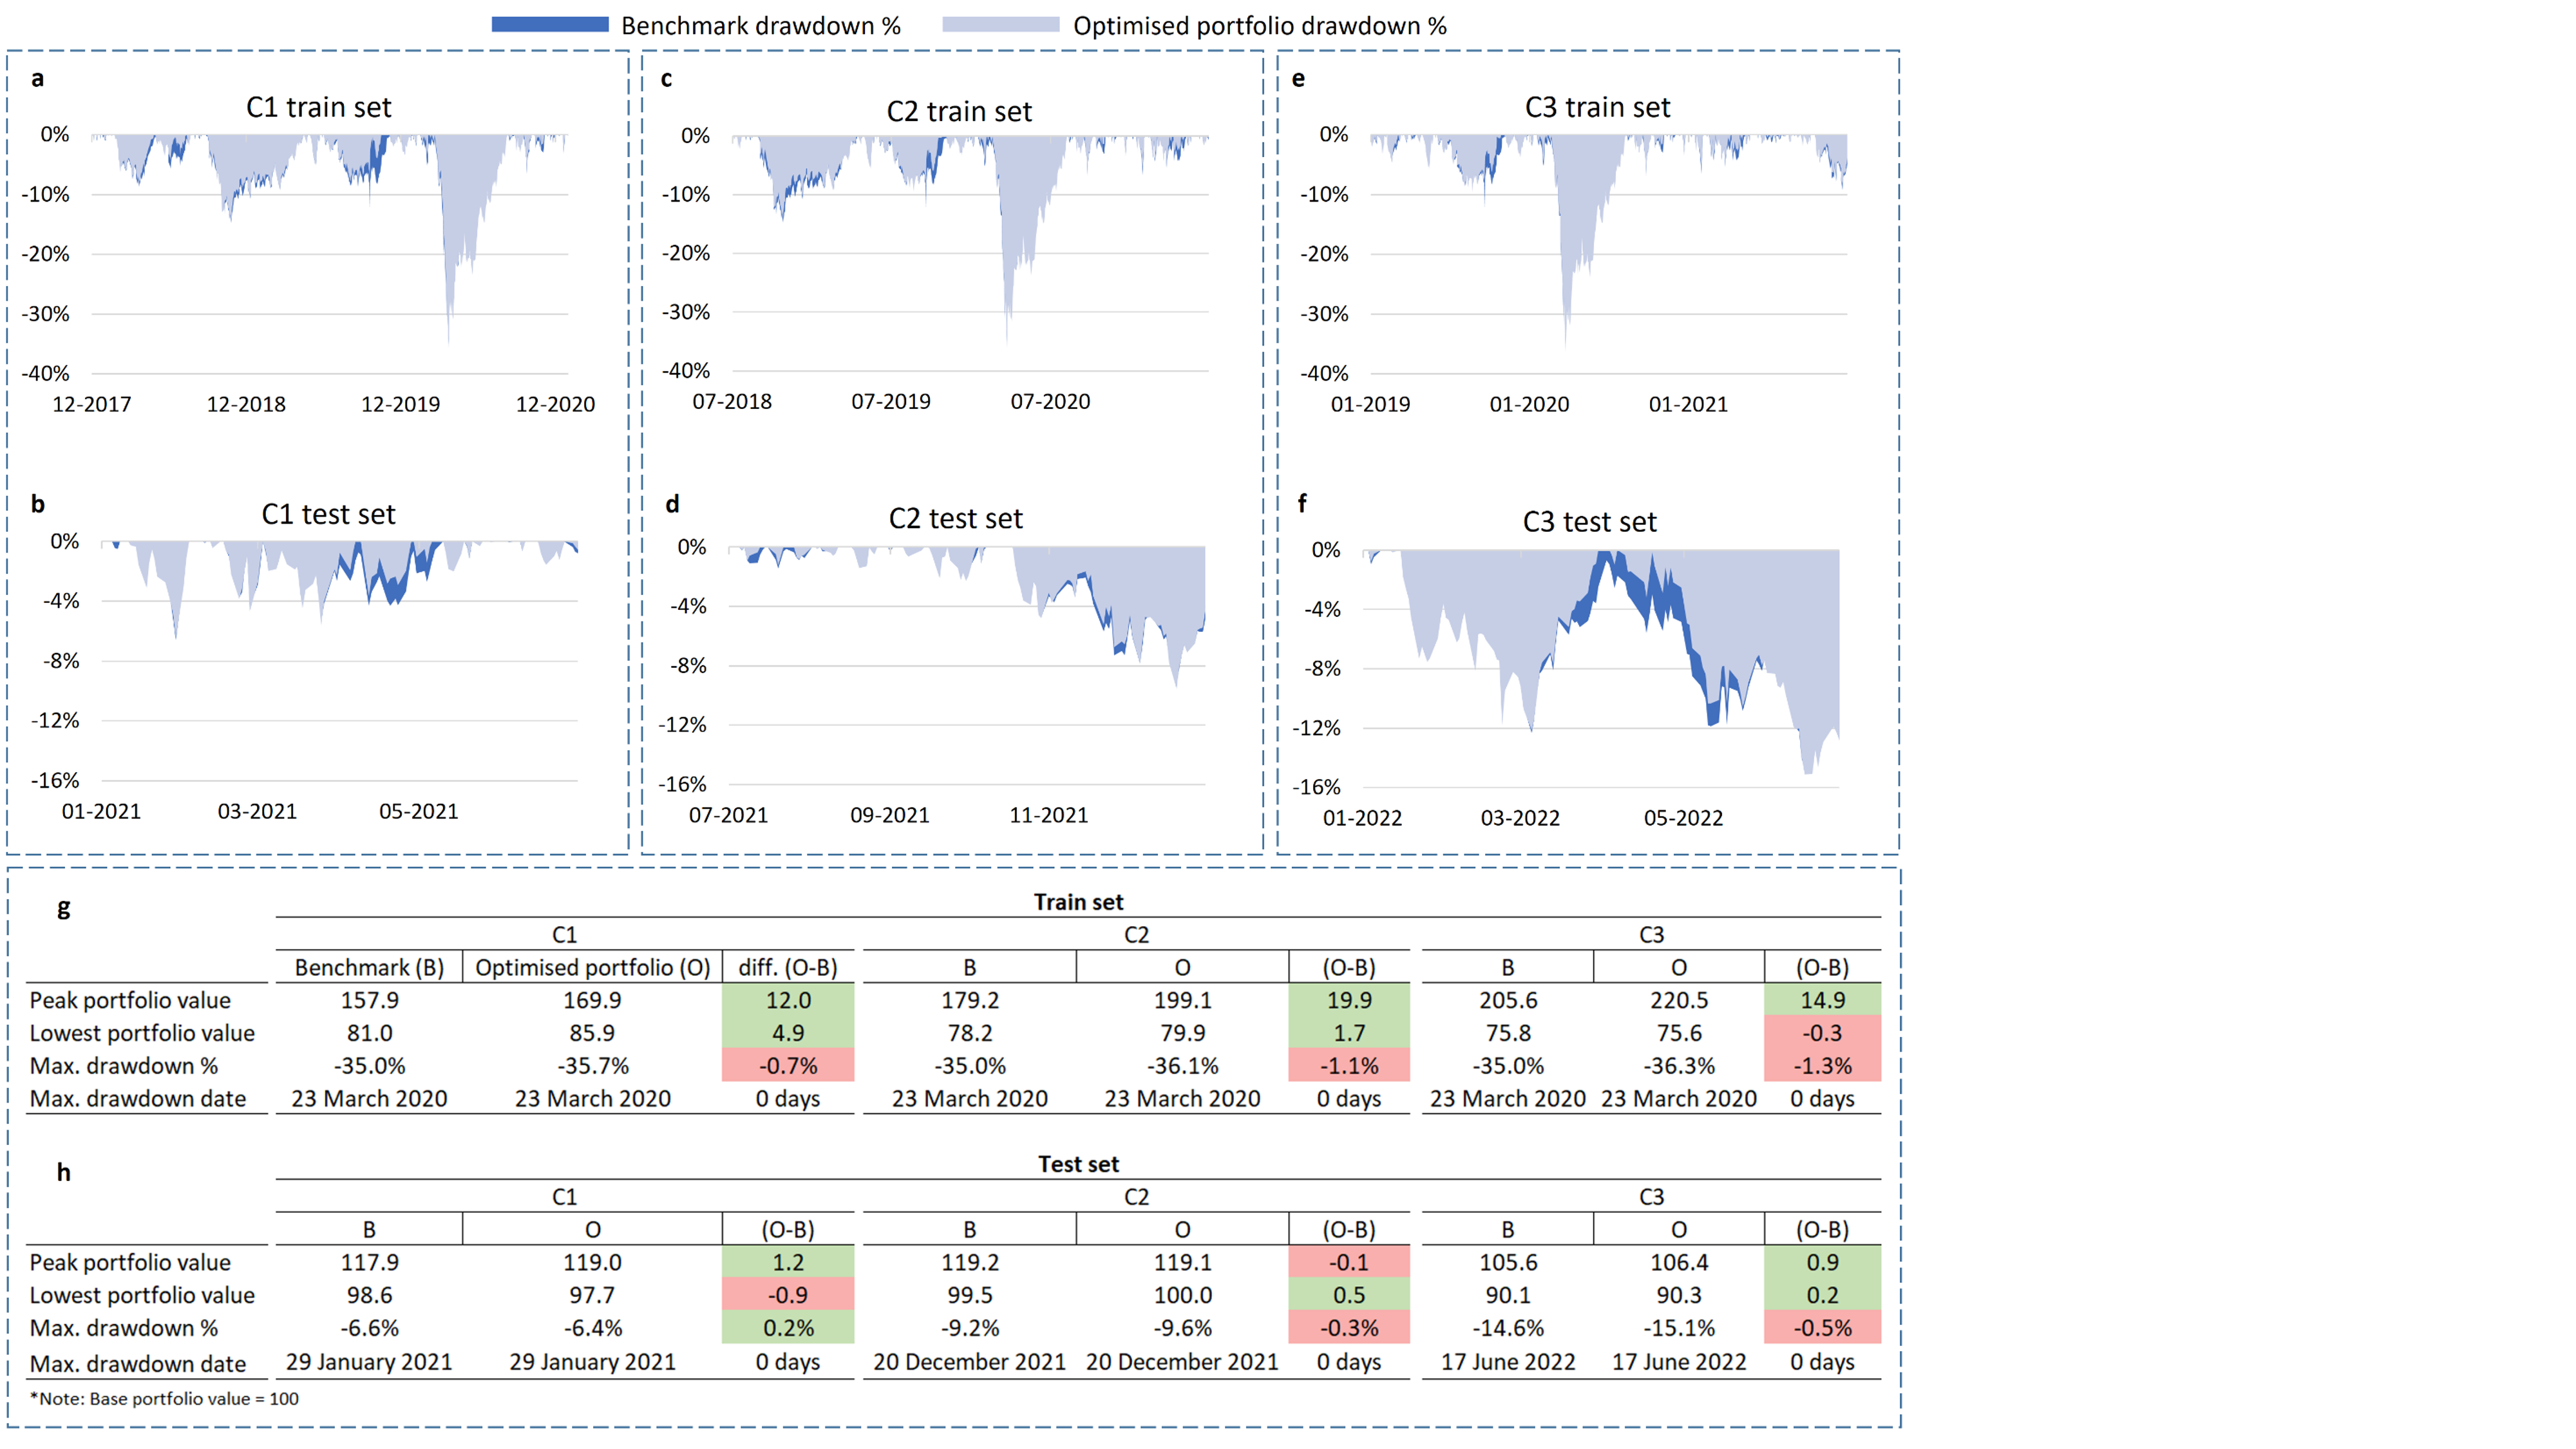 Benchmark drawdown % Optimised portfolio drawdown %
a
C1 train set
0%
-10%
-20%
-30%
-40%
12-2017 12-2018 12-2019 12-2020
b
C1 test set
0%
-4%
-8%
-12%
-16%
01-2021 03-2021 05-2021
c
C2 train set
0%
-10%
-20%
-30%
-40%
07-2018 07-2019 07-2020
d
C2 test set
0%
-4%
-8%
-12%
-16%
07-2021 09-2021 11-2021
e
C3 train set
0%
-10%
-20%
-30%
-40%
01-2019 01-2020 01-2021
f
C3 test set
0%
-4%
-8%
-12%
-16%
01-2022 03-2022 05-2022
g
Train set
C1 C2 C3
Benchmark (B) Optimised portfolio (O) diff. (O-B) B O (O-B) B O (O-B)
Peak portfolio value 157.9 169.9 12.0 179.2 199.1 19.9 205.6 220.5 14.9
Lowest portfolio value 81.0 85.9 4.9 78.2 79.9 1.7 75.8 75.6 -0.3
Max. drawdown % -35.0% -35.7% -0.7% -35.0% -36.1% -1.1% -35.0% -36.3% -1.3%
Max. drawdown date 23 March 2020 23 March 2020 0 days 23 March 2020 23 March 2020 0 days 23 March 2020 23 March 2020 0 days
h
Test set
C1 C2 C3
B O (O-B) B O (O-B) B O (O-B)
Peak portfolio value 117.9 119.0 1.2 119.2 119.1 -0.1 105.6 106.4 0.9
Lowest portfolio value 98.6 97.7 -0.9 99.5 100.0 0.5 90.1 90.3 0.2
Max. drawdown % -6.6% -6.4% 0.2% -9.2% -9.6% -0.3% -14.6% -15.1% -0.5%
Max. drawdown date 29 January 2021 29 January 2021 0 days 20 December 2021 20 December 2021 0 days 17 June 2022 17 June 2022 0 days
*Note: Base portfolio value = 100